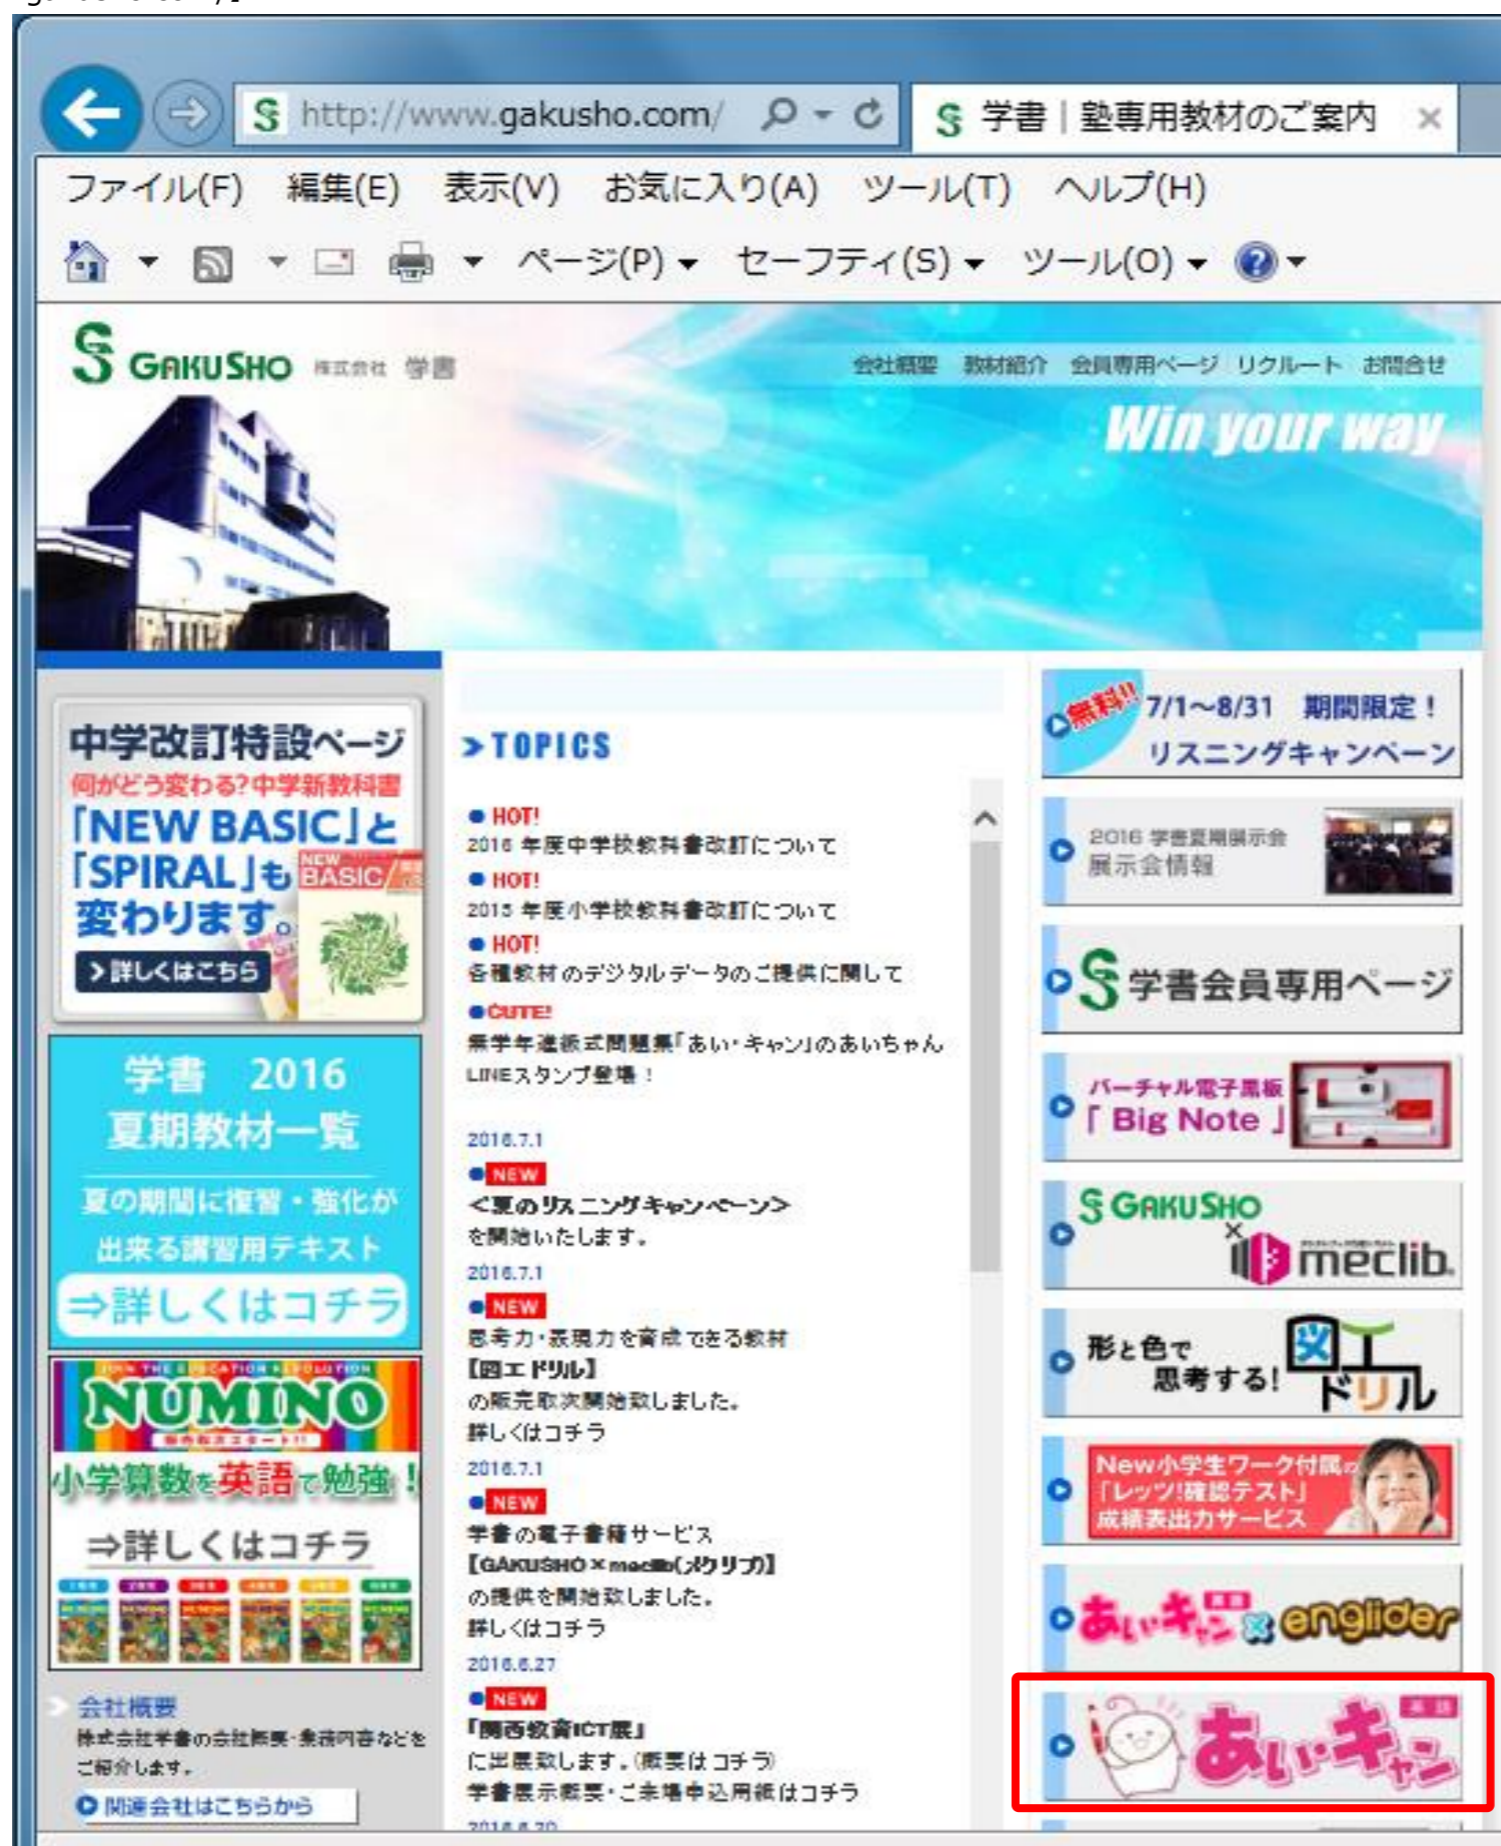 http://www.gakusho.com/
学書｜塾専用教材のご案内
ファイル(F) 編集(E) 表示(V) お気に入り(A) ツール(T) ヘルプ(H)
ページ(P) セーフティ(S) ツール(O)
GAKUSHO 株式会社 学書
会社概要 教材紹介 会員専用ページ リクルート お問合せ
Win your way
中学改訂特設ページ
何がどう変わる?中学新教科書
「NEW BASIC」と
「SPIRAL」も
変わります。
NEW
BASIC
>詳しくはこちら
学書 2016
夏期教材一覧
夏の期間に復習・強化が
出来る講習用テキスト
⇒詳しくはコチラ
JOIN THE EDUCATION REVOLUTION
NUMINO
販売取次スタート!!
小学算数を英語で勉強！
⇒詳しくはコチラ
会社概要
株式会社学書の会社概要・業務内容などを
ご紹介します。
関連会社はこちらから
>TOPICS
HOT!
2016 年度中学校教科書改訂について
HOT!
2015 年度小学校教科書改訂について
HOT!
各種教材のデジタルデータのご提供に関して
CUTE!
無学年進級式問題集「あい・キャン」のあいちゃん
LINEスタンプ登場！
2016.7.1
NEW
＜夏のリスニングキャンペーン＞
を開始いたします。
2016.7.1
NEW
思考力・表現力を育成できる教材
【図工ドリル】
の販売取次開始致しました。
詳しくはコチラ
2016.7.1
NEW
学書の電子書籍サービス
【GAKUSHO×meclib(メクリブ)】
の提供を開始致しました。
詳しくはコチラ
2016.6.27
NEW
「関西教育ICT展」
に出展致します。(概要はコチラ)
学書展示概要・ご来場申込用紙はコチラ
2016.6.20
無料!! 7/1～8/31 期間限定！
リスニングキャンペーン
2016 学書夏期展示会
展示会情報
学書会員専用ページ
バーチャル電子黒板
「 Big Note 」
GAKUSHO
×
meclib.
形と色で
思考する!
図工
ドリル
New小学生ワーク付属の
「レッツ!確認テスト」
成績表出力サービス
あい・キャン 英語 × englider
あい・キャン 英語